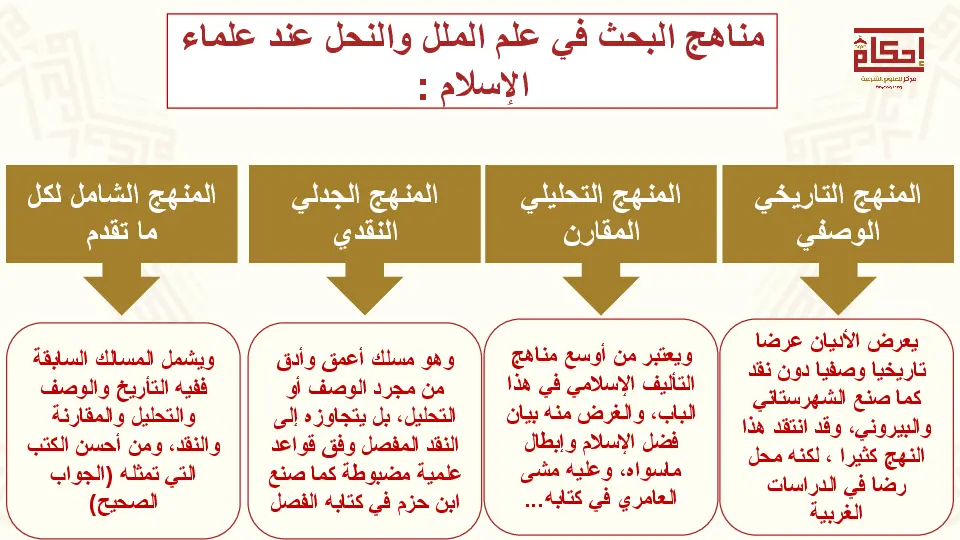 مناهج البحث في علم الملل والنحل عند علماء
الإسلام :
إحكام
مركز للعلوم الشرعية
المنهج التاريخي
الوصفي
المنهج التحليلي
المقارن
المنهج الجدلي
النقدي
المنهج الشامل لكل
ما تقدم
يعرض الأديان عرضا
تاريخيا وصفيا دون نقد
كما صنع الشهرستاني
والبيروني، وقد انتقد هذا
النهج كثيرا ، لكنه محل
رضا في الدراسات
الغربية
ويعتبر من أوسع مناهج
التأليف الإسلامي في هذا
الباب، والغرض منه بيان
فضل الإسلام وإبطال
ماسواه، وعليه مشى
العامري في كتابه...
وهو مسلك أعمق وأدق
من مجرد الوصف أو
التحليل، بل يتجاوزه إلى
النقد المفصل وفق قواعد
علمية مضبوطة كما صنع
ابن حزم في كتابه الفصل
ويشمل المسالك السابقة
ففيه التأريخ والوصف
والتحليل والمقارنة
والنقد، ومن أحسن الكتب
التي تمثله (الجواب
الصحيح)